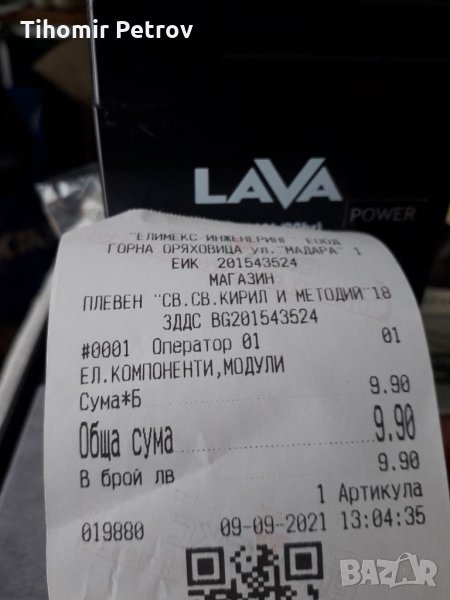 Tihomir Petrov
LAVA
POWER
"ЕЛИМЕКС ИНЖЕНЕРИНГ" ЕООД
ГОРНА ОРЯХОВИЦА ул."МАДАРА" 1
ЕИК 201543524
МАГАЗИН
ПЛЕВЕН "СВ.СВ.КИРИЛ И МЕТОДИЙ"18
ЗДДС BG201543524
#0001 Оператор 01 01
ЕЛ.КОМПОНЕНТИ,МОДУЛИ
Сума*Б 9.90
Обща сума 9.90
В брой лв 9.90
1 Артикула
019880 09-09-2021 13:04:35
BAZAR